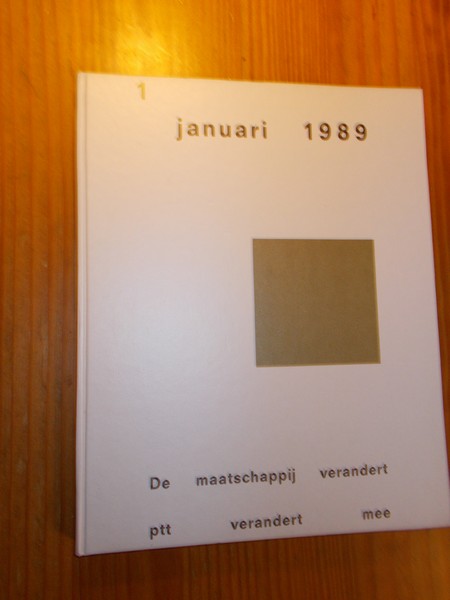 1
januari 1989
De maatschappij verandert
ptt verandert mee